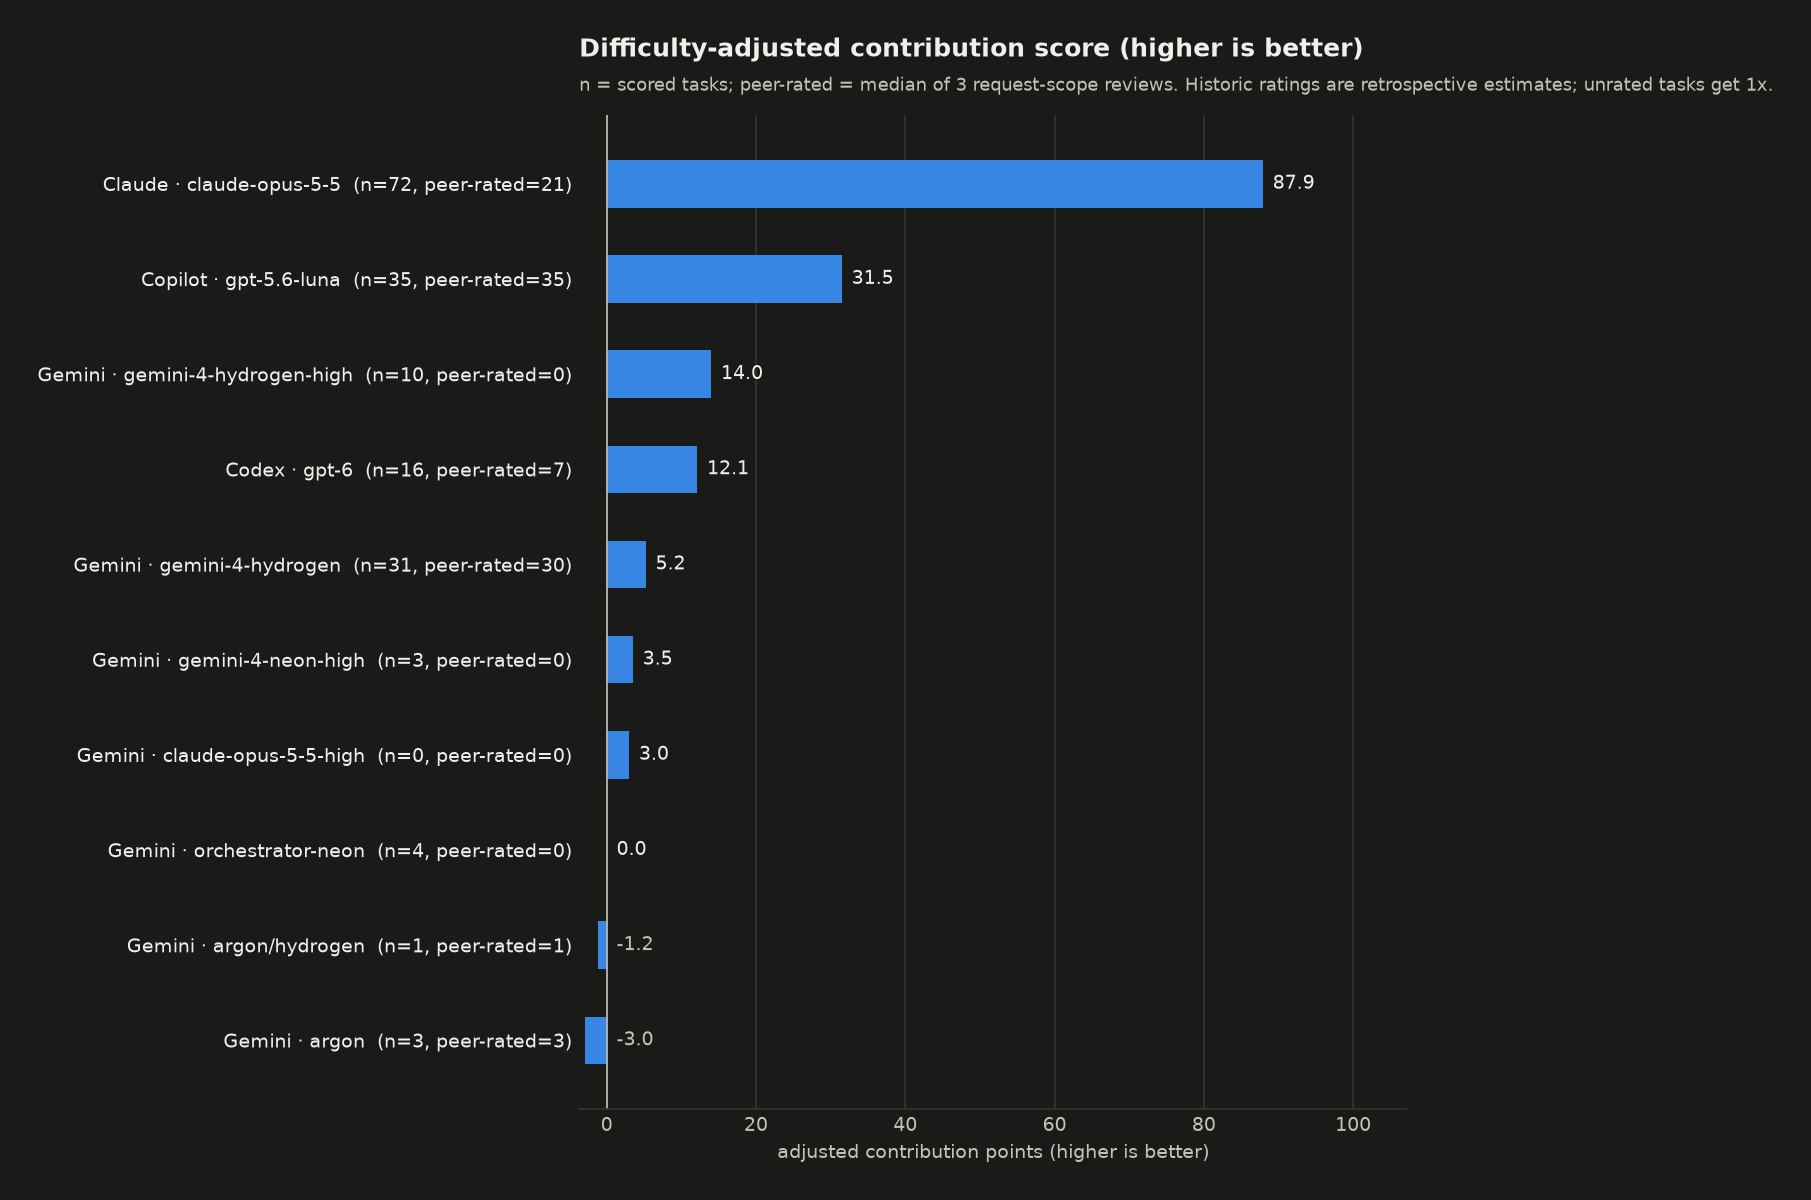 Difficulty-adjusted contribution score (higher is better)
n = scored tasks; peer-rated = median of 3 request-scope reviews. Historic ratings are retrospective estimates; unrated tasks get 1x.
Claude · claude-opus-5-5 (n=72, peer-rated=21) 87.9
Copilot · gpt-5.6-luna (n=35, peer-rated=35) 31.5
Gemini · gemini-4-hydrogen-high (n=10, peer-rated=0) 14.0
Codex · gpt-6 (n=16, peer-rated=7) 12.1
Gemini · gemini-4-hydrogen (n=31, peer-rated=30) 5.2
Gemini · gemini-4-neon-high (n=3, peer-rated=0) 3.5
Gemini · claude-opus-5-5-high (n=0, peer-rated=0) 3.0
Gemini · orchestrator-neon (n=4, peer-rated=0) 0.0
Gemini · argon/hydrogen (n=1, peer-rated=1) -1.2
Gemini · argon (n=3, peer-rated=3) -3.0
0 20 40 60 80 100
adjusted contribution points (higher is better)